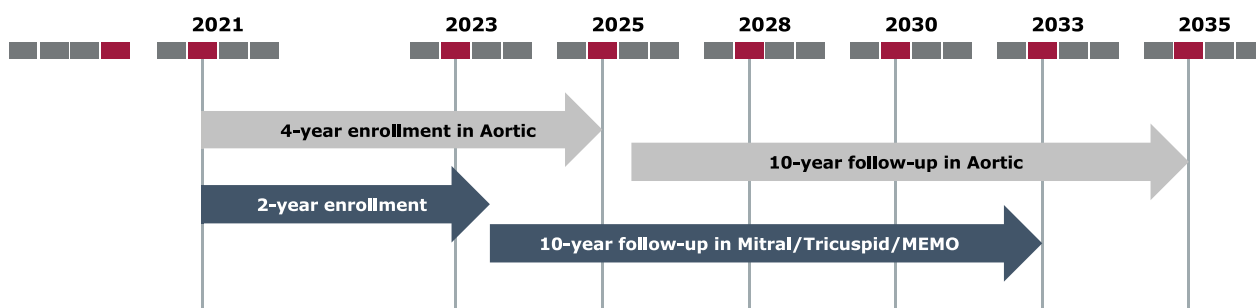 2021 2023 2025 2028 2030 2033 2035
4-year enrollment in Aortic
10-year follow-up in Aortic
2-year enrollment
10-year follow-up in Mitral/Tricuspid/MEMO